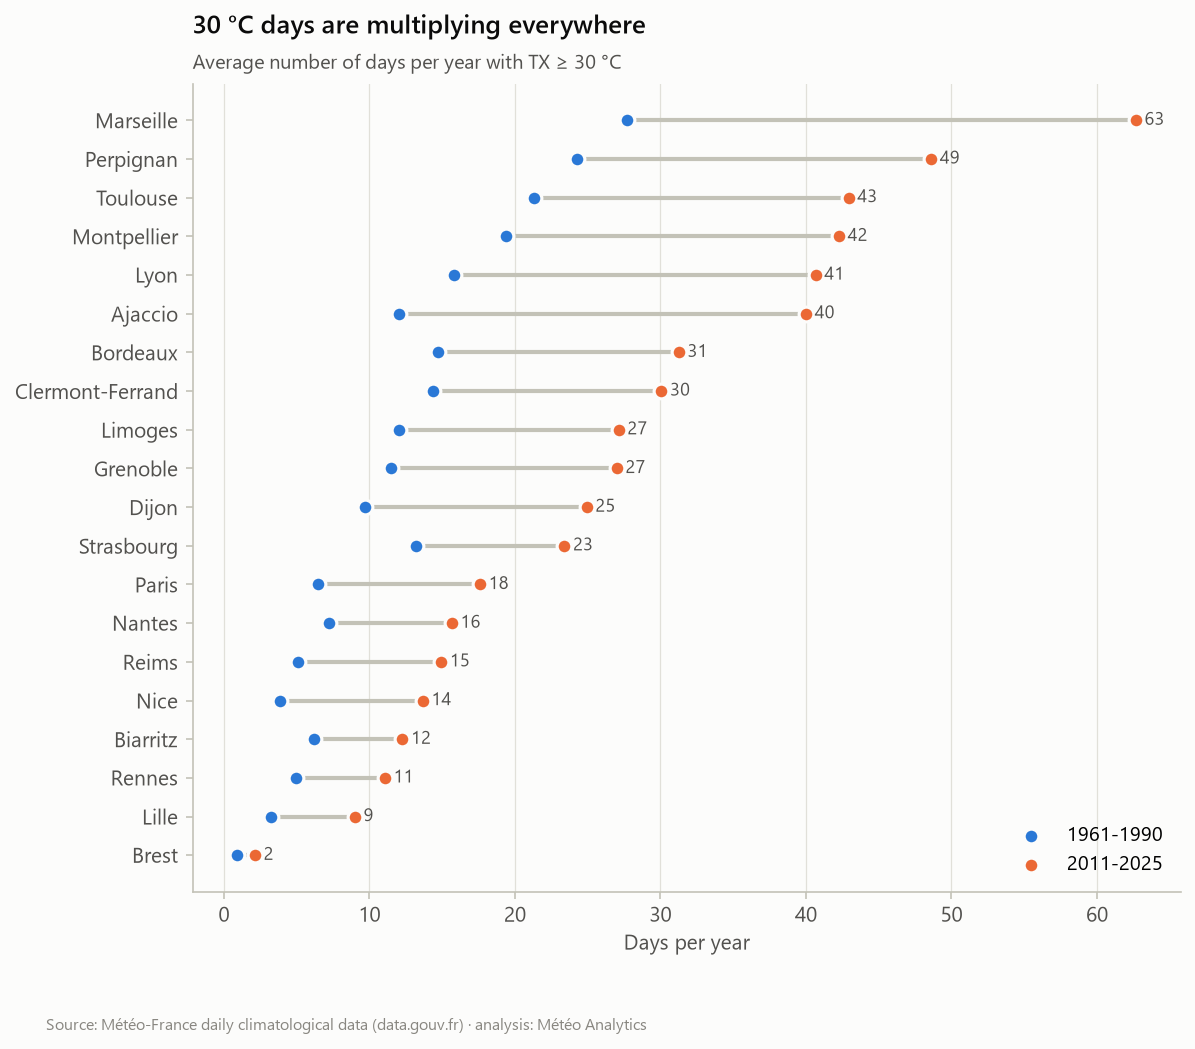 30 °C days are multiplying everywhere
Average number of days per year with TX ≥ 30 °C
Marseille 63
Perpignan 49
Toulouse 43
Montpellier 42
Lyon 41
Ajaccio 40
Bordeaux 31
Clermont-Ferrand 30
Limoges 27
Grenoble 27
Dijon 25
Strasbourg 23
Paris 18
Nantes 16
Reims 15
Nice 14
Biarritz 12
Rennes 11
Lille 9
Brest 2
1961-1990
2011-2025
0 10 20 30 40 50 60
Days per year
Source: Météo-France daily climatological data (data.gouv.fr) · analysis: Météo Analytics